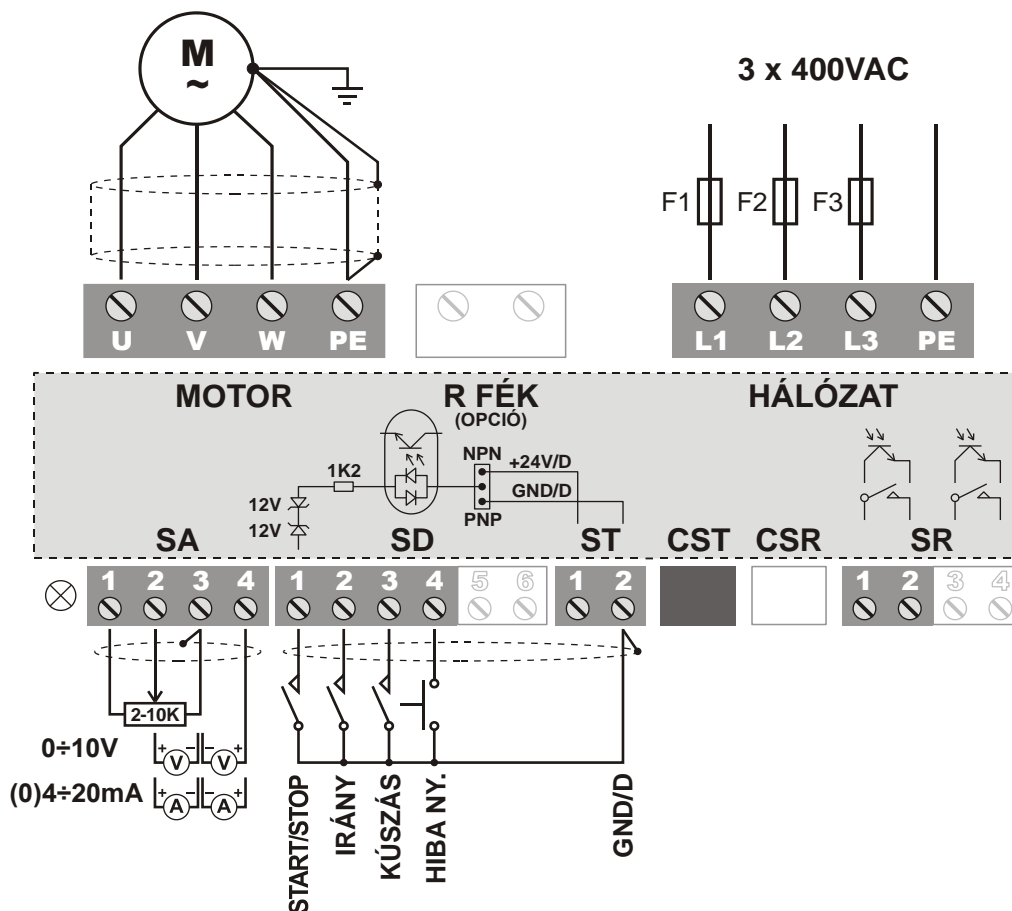 M
~
3 x 400VAC
F1 F2 F3
U V W PE
L1 L2 L3 PE
MOTOR R FÉK HÁLÓZAT
(OPCIÓ)
NPN
+24V/D
1K2
GND/D
12V
PNP
12V
SA SD ST CST CSR SR
1 2 3 4 1 2 3 4 5 6 1 2 1 2 3 4
2-10K
0÷10V
+ − − +
V V
(0)4÷20mA
+ − − +
A A
START/STOP
IRÁNY
KÚSZÁS
HIBA NY.
GND/D